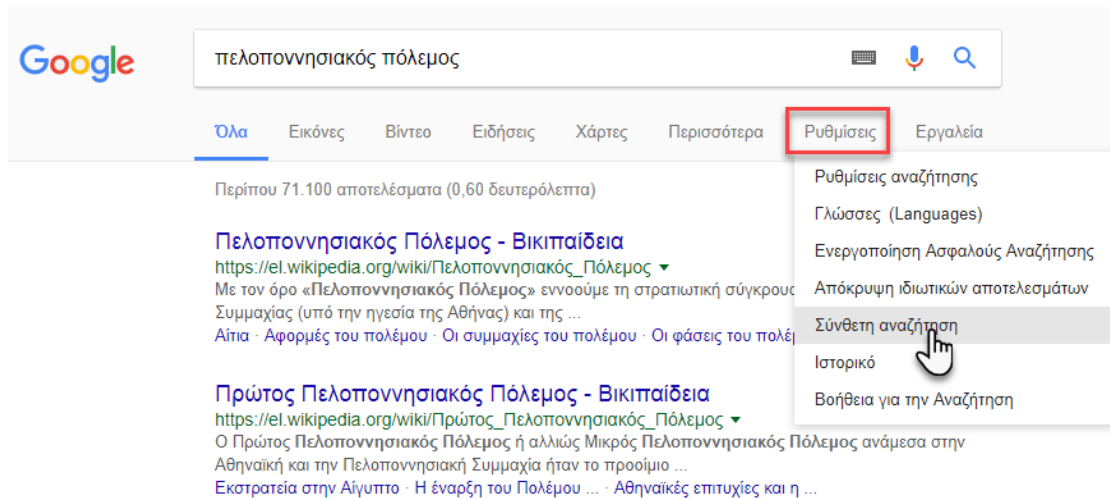 Google
πελοποννησιακός πόλεμος
Όλα Εικόνες Βίντεο Ειδήσεις Χάρτες Περισσότερα Ρυθμίσεις Εργαλεία
Περίπου 71.100 αποτελέσματα (0,60 δευτερόλεπτα)
Πελοποννησιακός Πόλεμος - Βικιπαίδεια
https://el.wikipedia.org/wiki/Πελοποννησιακός_Πόλεμος
Με τον όρο «Πελοποννησιακός Πόλεμος» εννοούμε τη στρατιωτική σύγκρουσ
Συμμαχίας (υπό την ηγεσία της Αθήνας) και της ...
Αίτια · Αφορμές του πολέμου · Οι συμμαχίες του πολέμου · Οι φάσεις του
Πρώτος Πελοποννησιακός Πόλεμος - Βικιπαίδεια
https://el.wikipedia.org/wiki/Πρώτος_Πελοποννησιακός_Πόλεμος
Ο Πρώτος Πελοποννησιακός Πόλεμος ή αλλιώς Μικρός Πελοποννησιακός Πόλεμος ανάμεσα στην
Αθηναϊκή και την Πελοποννησιακή Συμμαχία ήταν το προοίμιο ...
Εκστρατεία στην Αίγυπτο · Η έναρξη του Πολέμου ... · Αθηναϊκές επιτυχίες και η ...
Ρυθμίσεις αναζήτησης
Γλώσσες (Languages)
Ενεργοποίηση Ασφαλούς Αναζήτησης
Απόκρυψη ιδιωτικών αποτελεσμάτων
Σύνθετη αναζήτηση
Ιστορικό
Βοήθεια για την Αναζήτηση